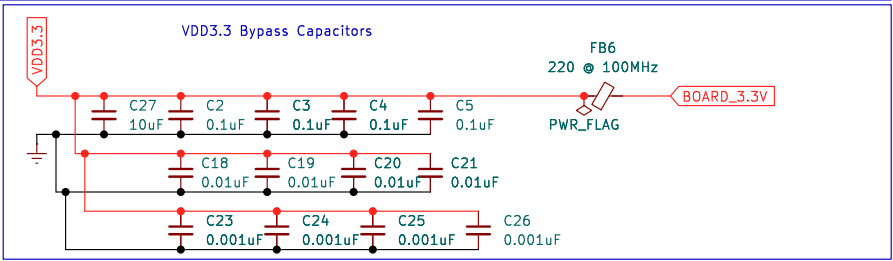 VDD3.3 Bypass Capacitors
VDD3.3
FB6
220 @ 100MHz
BOARD_3.3V
PWR_FLAG
C27
10uF
C2
0.1uF
C3
0.1uF
C4
0.1uF
C5
0.1uF
C18
0.01uF
C19
0.01uF
C20
0.01uF
C21
0.01uF
C23
0.001uF
C24
0.001uF
C25
0.001uF
C26
0.001uF